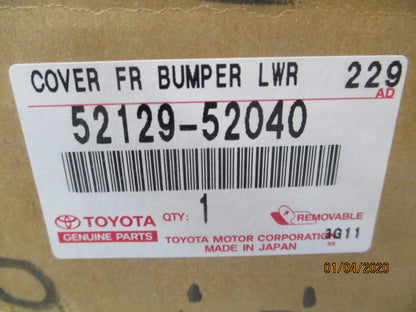 COVER FR BUMPER LWR 229
AD
52129-52040
TOYOTA QTY: 1 REMOVABLE
GENUINE PARTS TOYOTA MOTOR CORPORATION 3G11
MADE IN JAPAN
01/04/2020